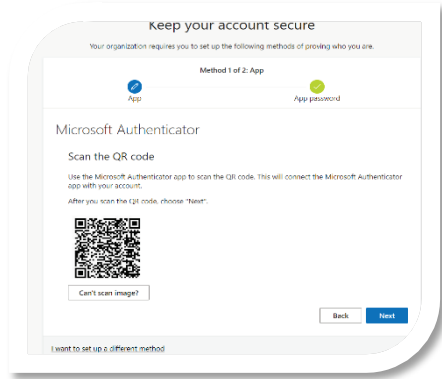 Keep your account secure
Your organization requires you to set up the following methods of proving who you are.
Method 1 of 2: App
App
App password
Microsoft Authenticator
Scan the QR code
Use the Microsoft Authenticator app to scan the QR code. This will connect the Microsoft Authenticator
app with your account.
After you scan the QR code, choose "Next".
Can't scan image?
Back
Next
I want to set up a different method